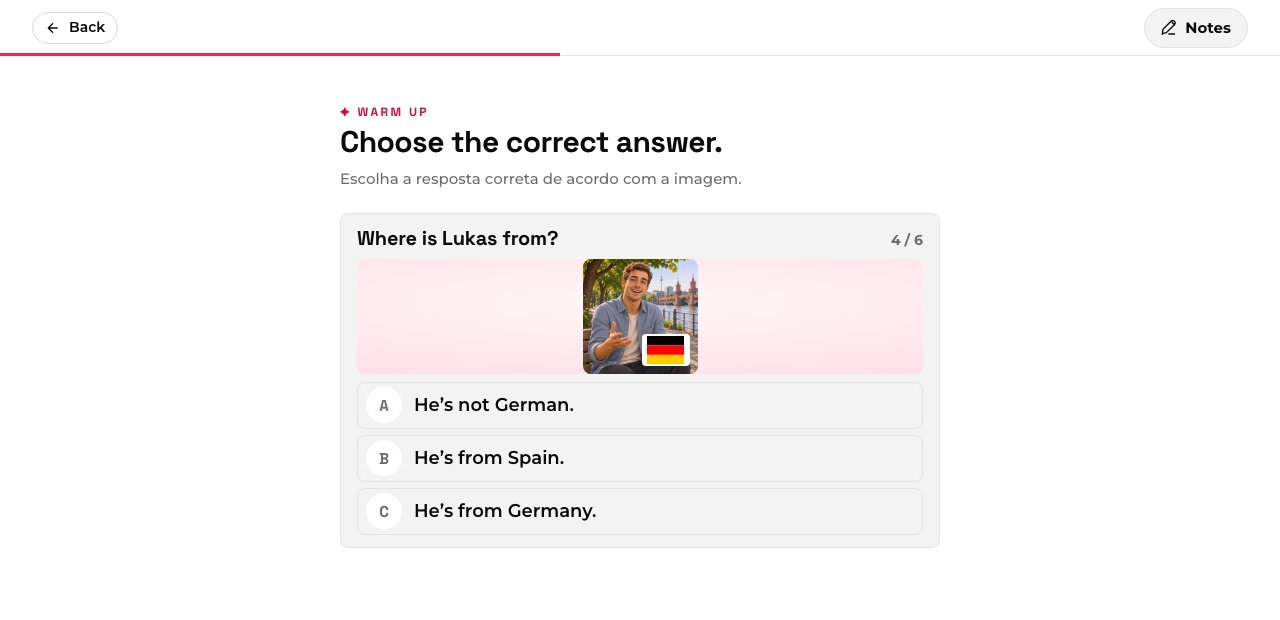 Back
Notes
WARM UP
Choose the correct answer.
Escolha a resposta correta de acordo com a imagem.
Where is Lukas from?
4 / 6
A
He’s not German.
B
He’s from Spain.
C
He’s from Germany.